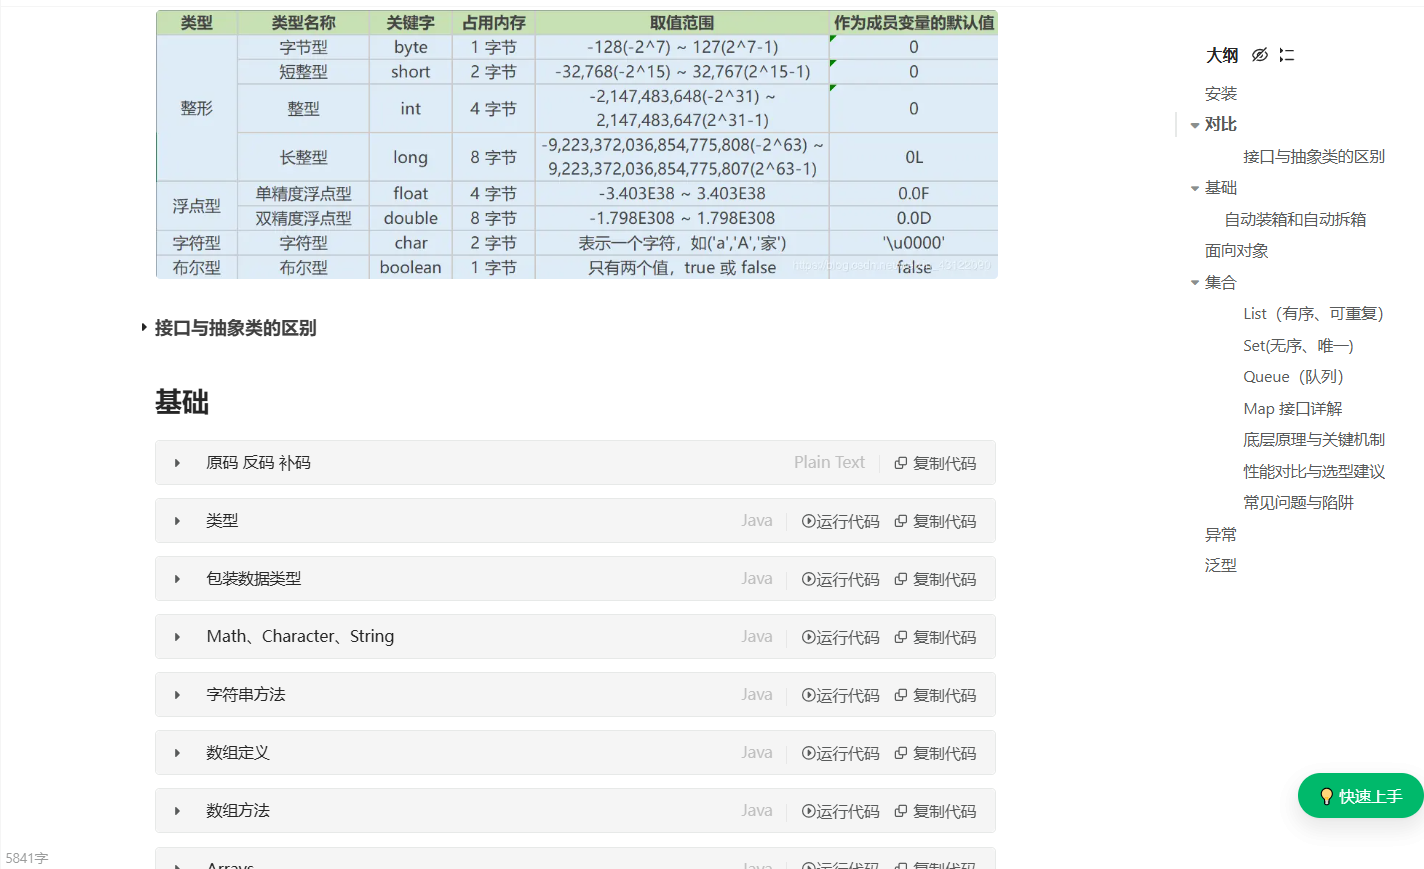 类型 类型名称 关键字 占用内存 取值范围 作为成员变量的默认值
整形 字节型 byte 1 字节 -128(-2^7) ~ 127(2^7-1) 0
短整型 short 2 字节 -32,768(-2^15) ~ 32,767(2^15-1) 0
整型 int 4 字节 -2,147,483,648(-2^31) ~ 2,147,483,647(2^31-1) 0
长整型 long 8 字节 -9,223,372,036,854,775,808(-2^63) ~ 9,223,372,036,854,775,807(2^63-1) 0L
浮点型 单精度浮点型 float 4 字节 -3.403E38 ~ 3.403E38 0.0F
双精度浮点型 double 8 字节 -1.798E308 ~ 1.798E308 0.0D
字符型 字符型 char 2 字节 表示一个字符，如('a','A','家') '\u0000'
布尔型 布尔型 boolean 1 字节 只有两个值，true 或 false false
接口与抽象类的区别
基础
原码 反码 补码 Plain Text 复制代码
类型 Java 运行代码 复制代码
包装数据类型 Java 运行代码 复制代码
Math、Character、String Java 运行代码 复制代码
字符串方法 Java 运行代码 复制代码
数组定义 Java 运行代码 复制代码
数组方法 Java 运行代码 复制代码
Arrays Java 运行代码 复制代码
5841字
大纲
安装
对比
接口与抽象类的区别
基础
自动装箱和自动拆箱
面向对象
集合
List（有序、可重复）
Set(无序、唯一)
Queue（队列）
Map 接口详解
底层原理与关键机制
性能对比与选型建议
常见问题与陷阱
异常
泛型
快速上手